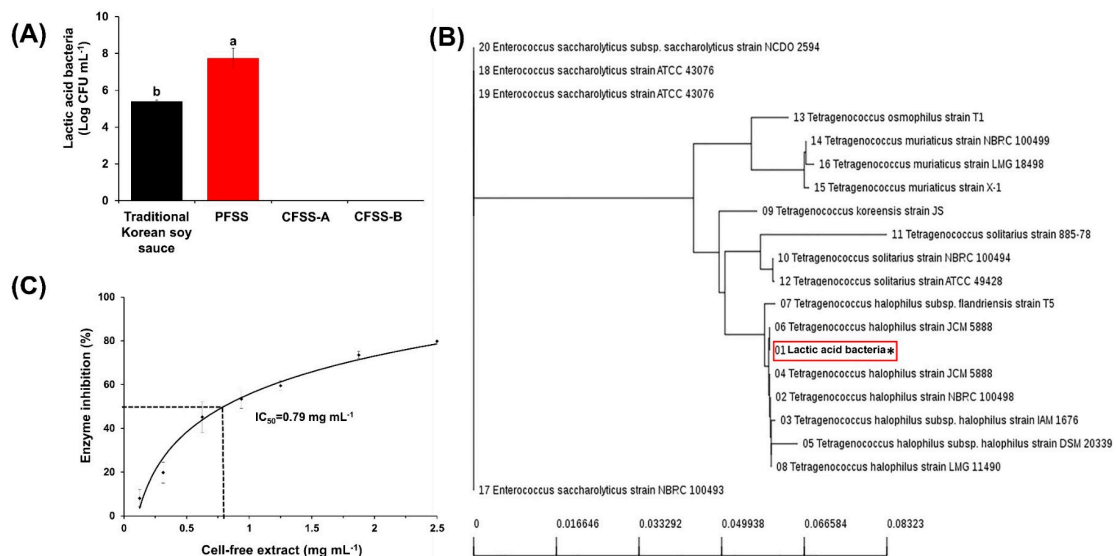 (A)
Lactic acid bacteria
(Log CFU mL-1)
10
8
6
4
2
0
b
a
Traditional
Korean soy
sauce
PFSS
CFSS-A
CFSS-B
(B)
20 Enterococcus saccharolyticus subsp. saccharolyticus strain NCDO 2594
18 Enterococcus saccharolyticus strain ATCC 43076
19 Enterococcus saccharolyticus strain ATCC 43076
13 Tetragenococcus osmophilus strain T1
14 Tetragenococcus muriaticus strain NBRC 100499
16 Tetragenococcus muriaticus strain LMG 18498
15 Tetragenococcus muriaticus strain X-1
09 Tetragenococcus koreensis strain JS
11 Tetragenococcus solitarius strain 885-78
10 Tetragenococcus solitarius strain NBRC 100494
12 Tetragenococcus solitarius strain ATCC 49428
07 Tetragenococcus halophilus subsp. flandriensis strain T5
06 Tetragenococcus halophilus strain JCM 5888
01 Lactic acid bacteria*
04 Tetragenococcus halophilus strain JCM 5888
02 Tetragenococcus halophilus strain NBRC 100498
03 Tetragenococcus halophilus subsp. halophilus strain IAM 1676
05 Tetragenococcus halophilus subsp. halophilus strain DSM 20339
08 Tetragenococcus halophilus strain LMG 11490
17 Enterococcus saccharolyticus strain NBRC 100493
0
0.016646
0.033292
0.049938
0.066584
0.08323
(C)
Enzyme inhibition (%)
100
80
60
40
20
0
IC50=0.79 mg mL-1
0
0.5
1
1.5
2
2.5
Cell-free extract (mg mL-1)